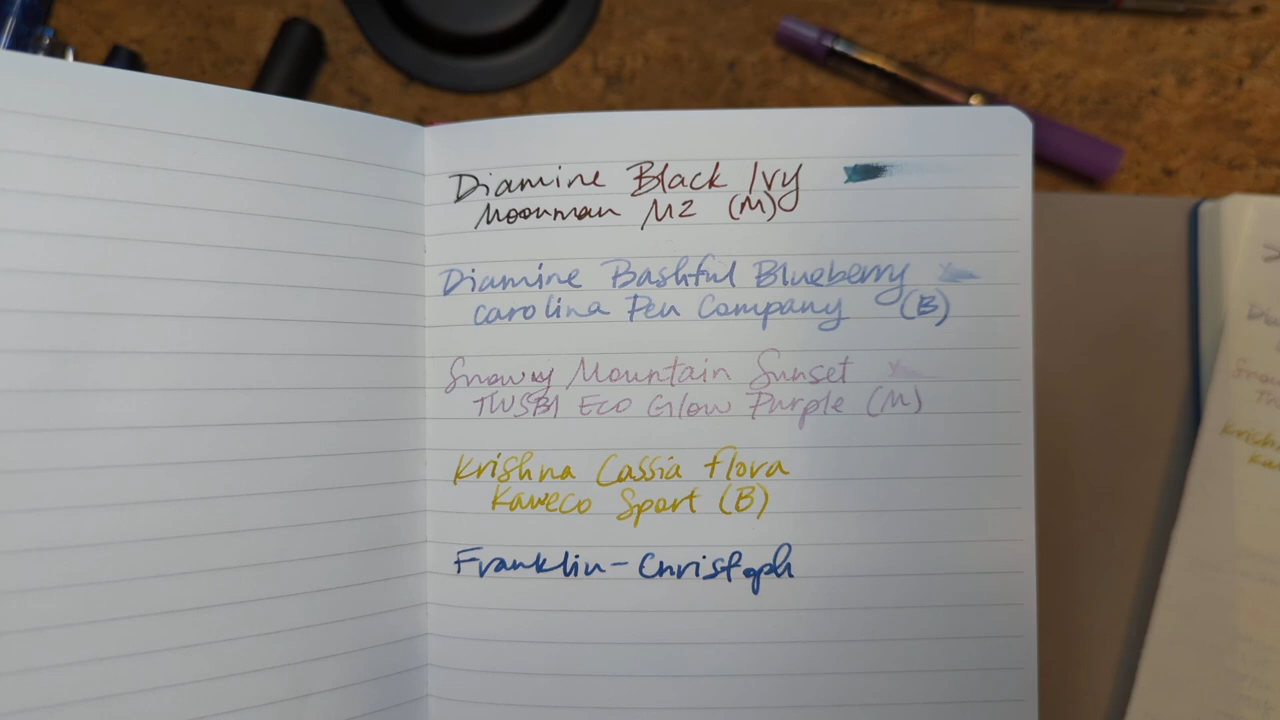 Diamine Black Ivy
Moonman M2 (M)
Diamine Bashful Blueberry
Carolina Pen Company (B)
Snowy Mountain Sunset
TWSBI Eco Glow Purple (M)
Krishna Cassia flora
Kaweco Sport (B)
Franklin-Christoph